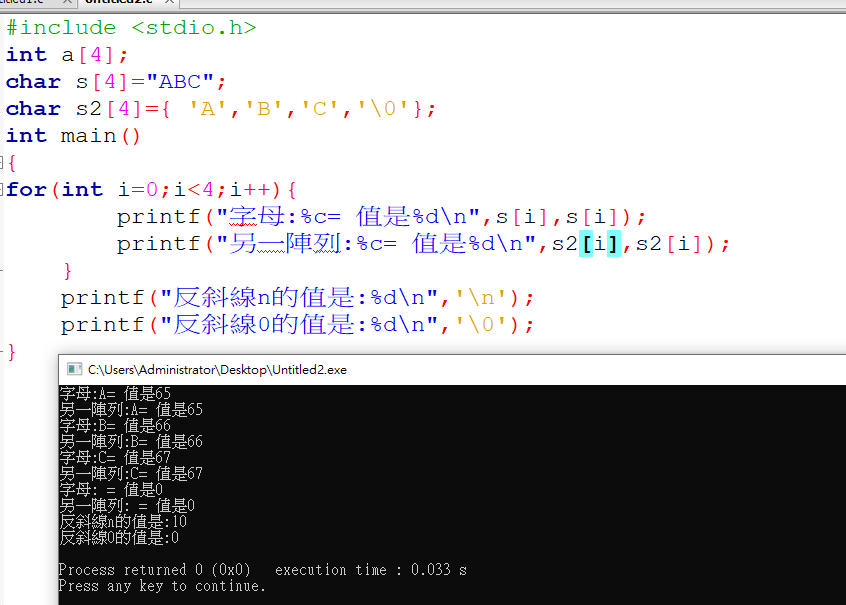 Untitled2.c
#include <stdio.h>
int a[4];
char s[4]="ABC";
char s2[4]={ 'A','B','C','\0'};
int main()
{
for(int i=0;i<4;i++){
printf("字母:%c= 值是%d\n",s[i],s[i]);
printf("另一陣列:%c= 值是%d\n",s2[i],s2[i]);
}
printf("反斜線n的值是:%d\n",'\n');
printf("反斜線0的值是:%d\n",'\0');
}
C:\Users\Administrator\Desktop\Untitled2.exe
字母:A= 值是65
另一陣列:A= 值是65
字母:B= 值是66
另一陣列:B= 值是66
字母:C= 值是67
另一陣列:C= 值是67
字母: = 值是0
另一陣列: = 值是0
反斜線n的值是:10
反斜線0的值是:0
Process returned 0 (0x0)   execution time : 0.033 s
Press any key to continue.